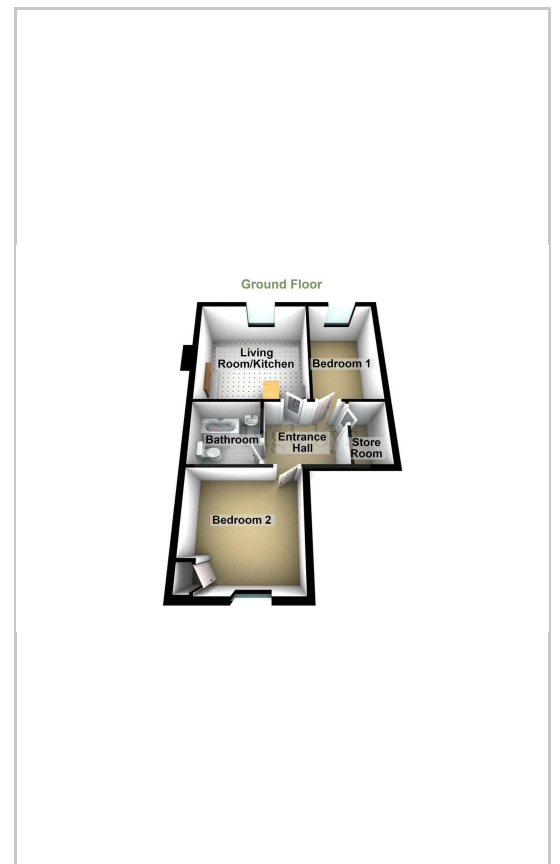 Ground Floor
Living
Room/Kitchen
Bedroom 1
Bathroom
Entrance
Hall
Store
Room
Bedroom 2